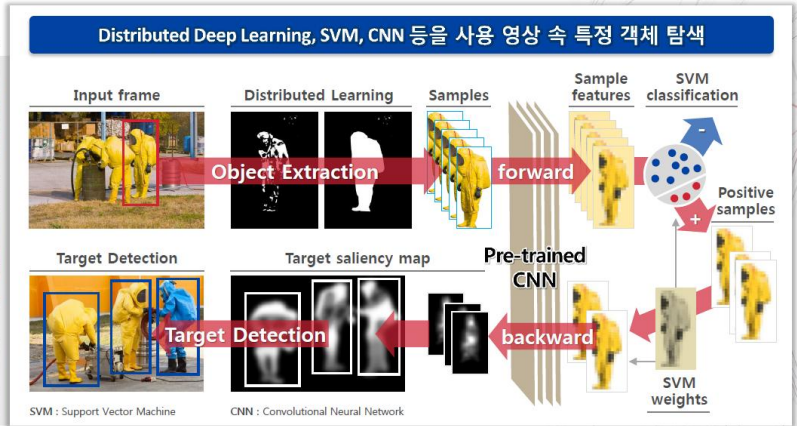 Distributed Deep Learning, SVM, CNN 등을 사용 영상 속 특정 객체 탐색
Input frame
Distributed Learning
Samples
Sample
features
SVM
classification
Object Extraction
forward
-
+
Positive
samples
Target Detection
Target saliency map
Pre-trained
CNN
Target Detection
backward
SVM
weights
SVM : Support Vector Machine
CNN : Convolutional Neural Network